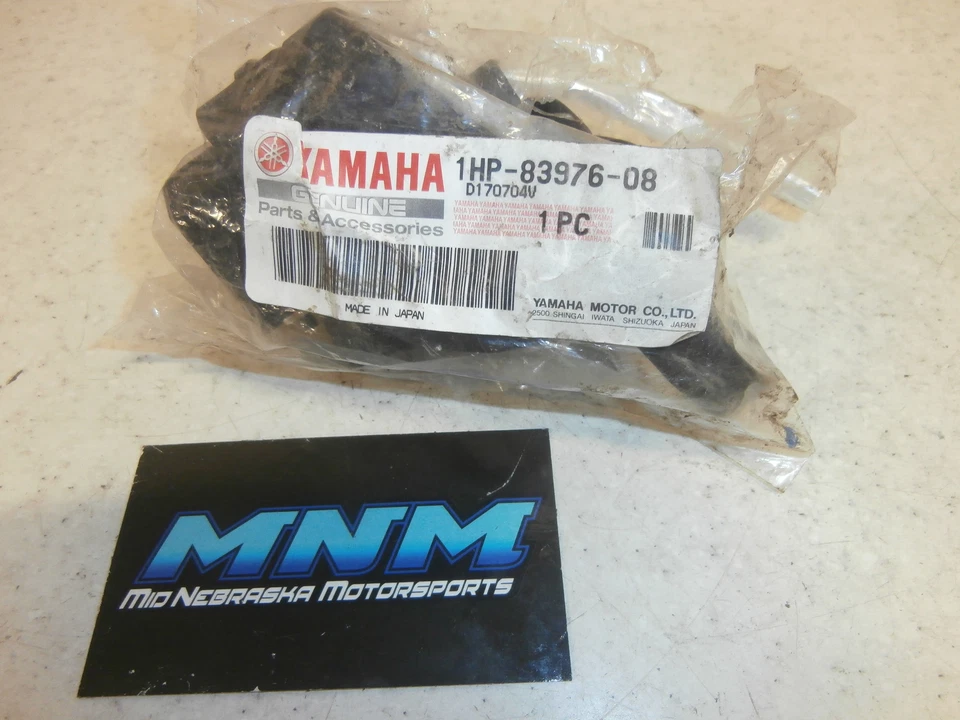 YAMAHA
GENUINE
Parts & Accessories
1HP-83976-08
D170704V
1 PC
MADE IN JAPAN
YAMAHA MOTOR CO.,LTD.
2500 SHINGAI IWATA SHIZUOKA JAPAN
MNM
MID NEBRASKA MOTORSPORTS